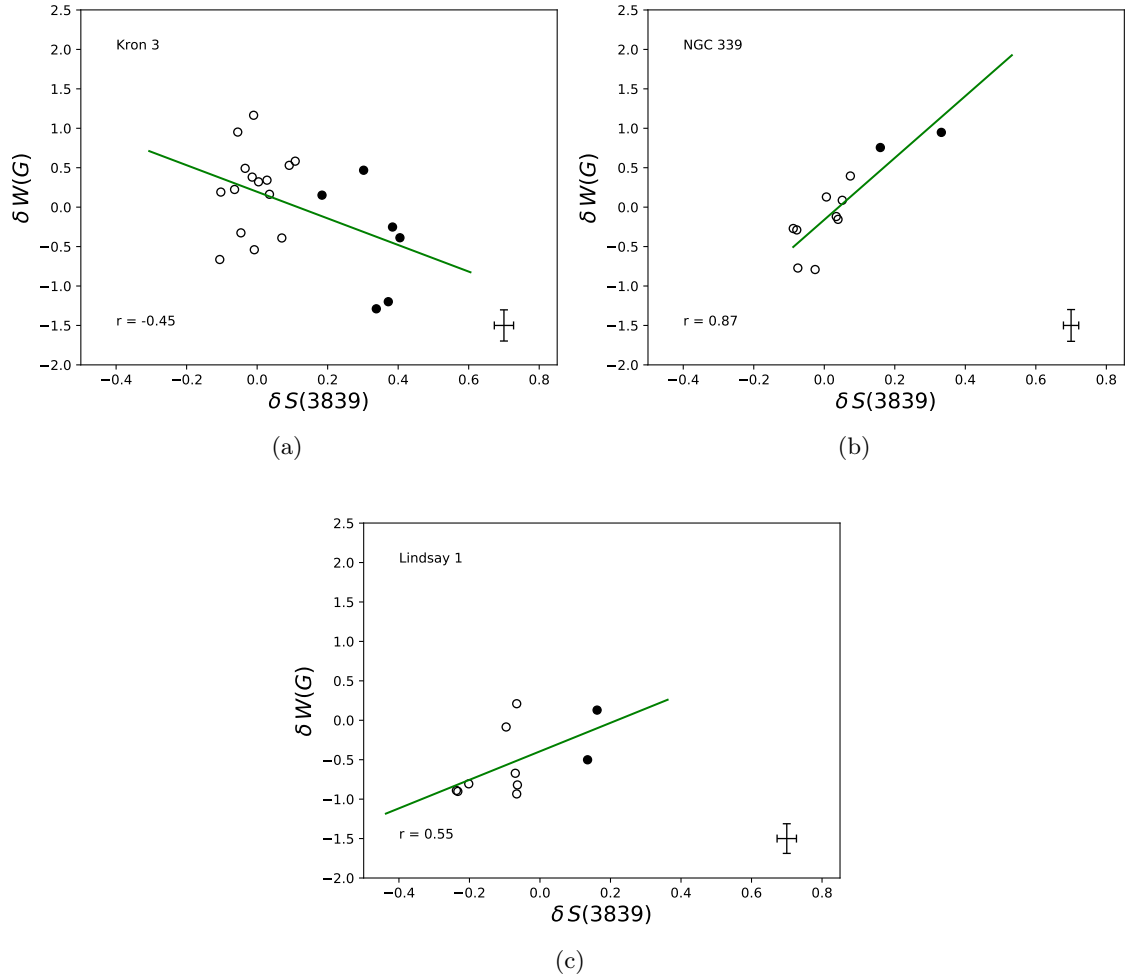 2.5
2.0
1.5
1.0
0.5
0.0
−0.5
−1.0
−1.5
−2.0
δ W(G)
Kron 3
r = -0.45
−0.4 −0.2 0.0 0.2 0.4 0.6 0.8
δ S(3839)
(a)
2.5
2.0
1.5
1.0
0.5
0.0
−0.5
−1.0
−1.5
−2.0
δ W(G)
NGC 339
r = 0.87
−0.4 −0.2 0.0 0.2 0.4 0.6 0.8
δ S(3839)
(b)
2.5
2.0
1.5
1.0
0.5
0.0
−0.5
−1.0
−1.5
−2.0
δ W(G)
Lindsay 1
r = 0.55
−0.4 −0.2 0.0 0.2 0.4 0.6 0.8
δ S(3839)
(c)